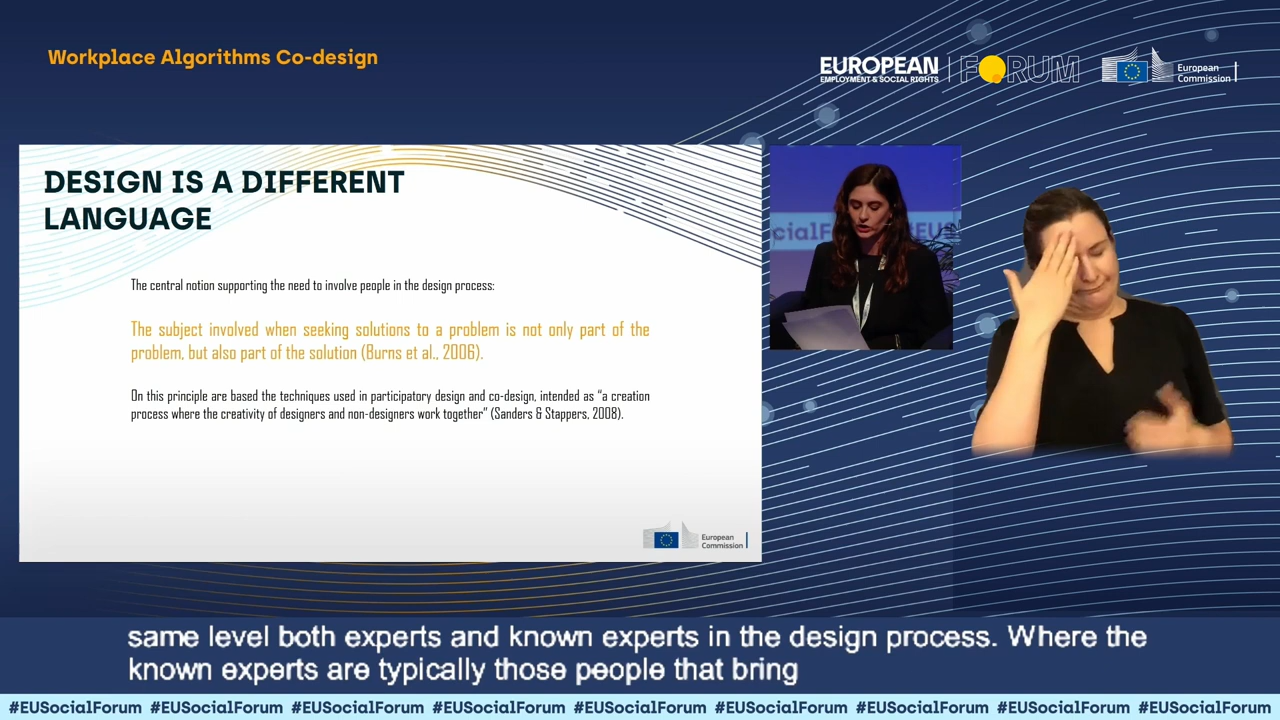 Workplace Algorithms Co-design
EUROPEAN
EMPLOYMENT & SOCIAL RIGHTS
FORUM
European
Commission
DESIGN IS A DIFFERENT
LANGUAGE
The central notion supporting the need to involve people in the design process:
The subject involved when seeking solutions to a problem is not only part of the
problem, but also part of the solution (Burns et al., 2006).
On this principle are based the techniques used in participatory design and co-design, intended as “a creation
process where the creativity of designers and non-designers work together” (Sanders & Stappers, 2008).
European
Commission
cialF
EUS
same level both experts and known experts in the design process. Where the
known experts are typically those people that bring
#EUSocialForum #EUSocialForum #EUSocialForum #EUSocialForum #EUSocialForum #EUSocialForum #EUSocialForum #EUSocialForum #EUSocialForum